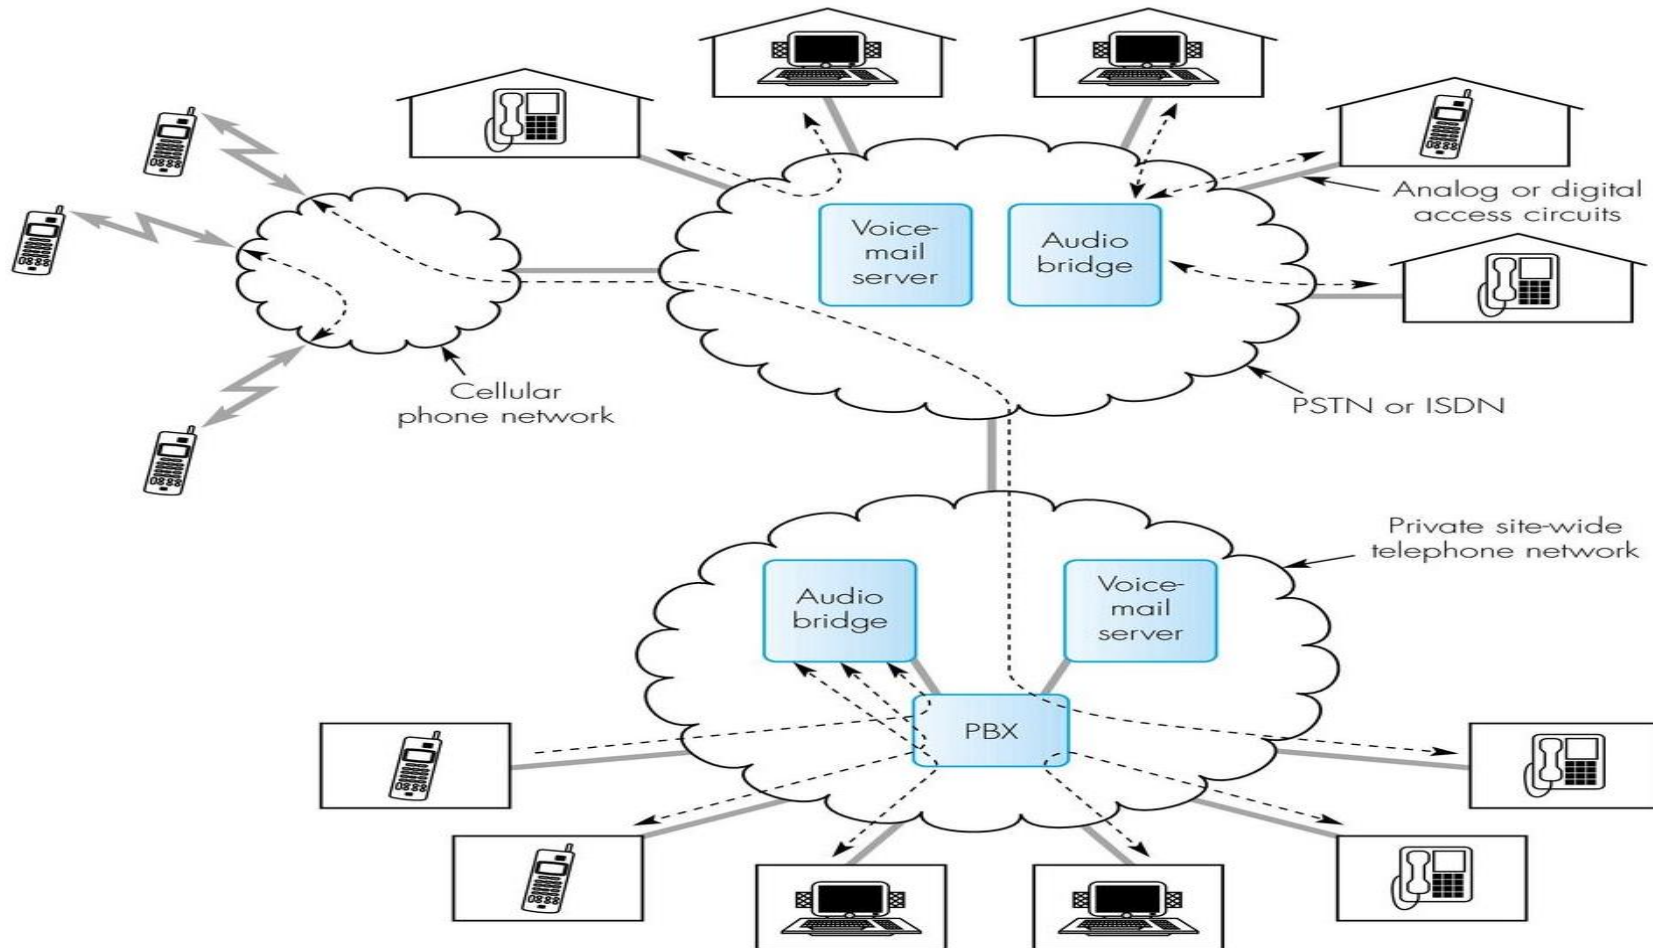 Voice-
mail
server
Audio
bridge
Analog or digital
access circuits
Cellular
phone network
PSTN or ISDN
Private site-wide
telephone network
Audio
bridge
Voice-
mail
server
PBX